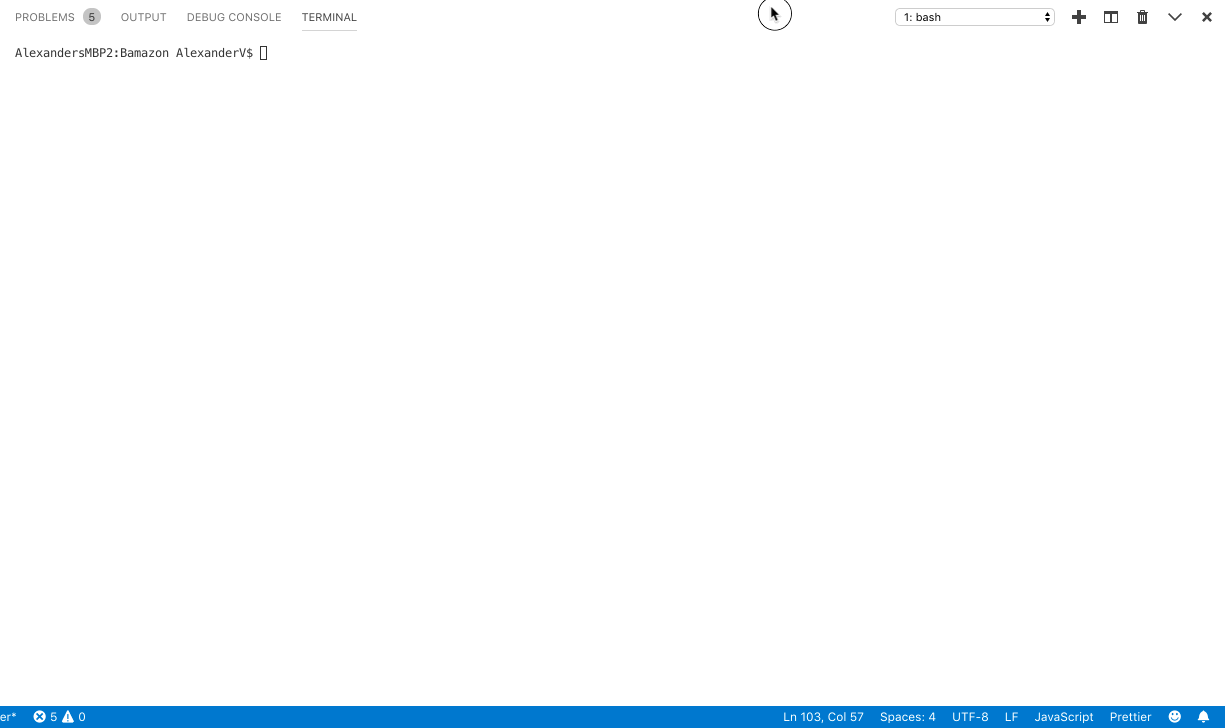 PROBLEMS 5 OUTPUT DEBUG CONSOLE TERMINAL 1: bash
AlexandersMBP2:Bamazon AlexanderV$
er* 5 0 Ln 103, Col 57 Spaces: 4 UTF-8 LF JavaScript Prettier